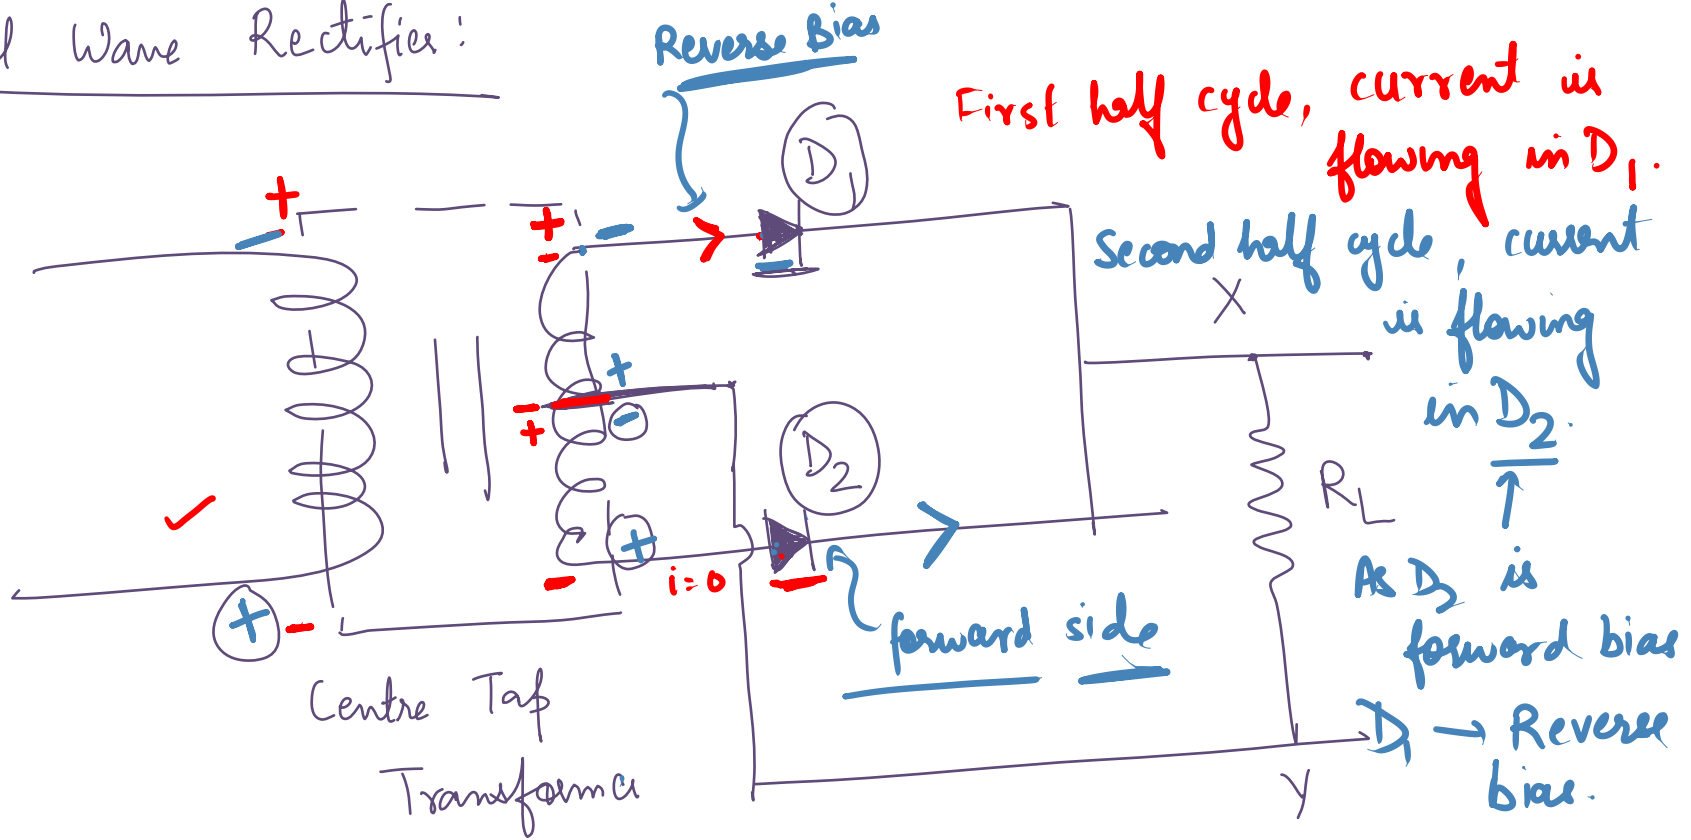 Wave Rectifier:
Reverse Bias
First half cycle, current is
flowing in D1.
D1
+
-
+
-
-
-
Second half cycle, current
is flowing
in D2.
X
+
-
-
+
D2
RL
+
-
i=0
+
-
forward side
As D2 is
forward bias
D1 → Reverse
bias.
Centre Tap
Transformer
Y